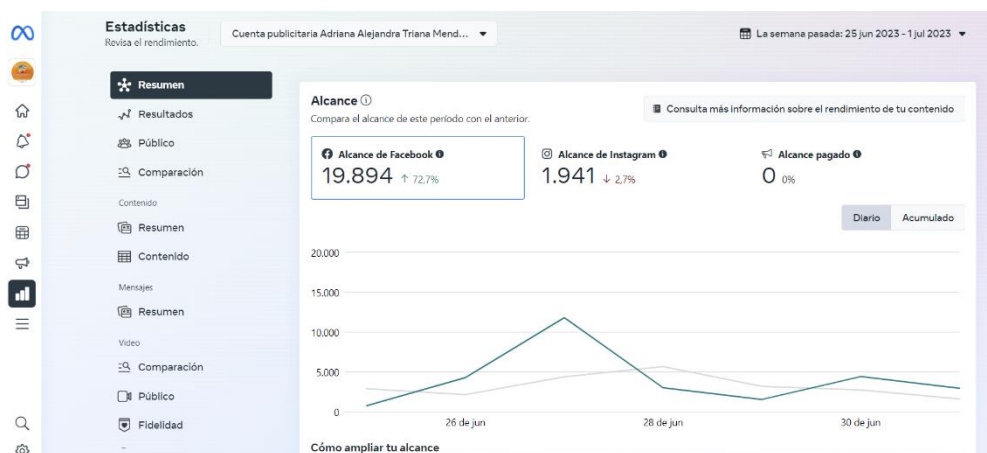 Estadísticas
Revisa el rendimiento.
Cuenta publicitaria Adriana Alejandra Triana Mend...
La semana pasada: 25 jun 2023 - 1 jul 2023
Resumen
Resultados
Público
Comparación
Contenido
Resumen
Contenido
Mensajes
Resumen
Video
Comparación
Público
Fidelidad
Alcance
Compara el alcance de este período con el anterior.
Consulta más información sobre el rendimiento de tu contenido
Alcance de Facebook
19.894 ↑ 72,7%
Alcance de Instagram
1.941 ↓ 2,7%
Alcance pagado
0 0%
Diario
Acumulado
20.000
15.000
10.000
5.000
0
26 de jun
28 de jun
30 de jun
Cómo ampliar tu alcance